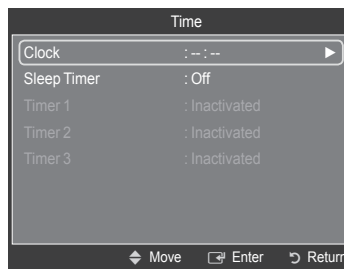 Time
Clock : -- : --
Sleep Timer : Off
Timer 1 : Inactivated
Timer 2 : Inactivated
Timer 3 : Inactivated
Move Enter Return